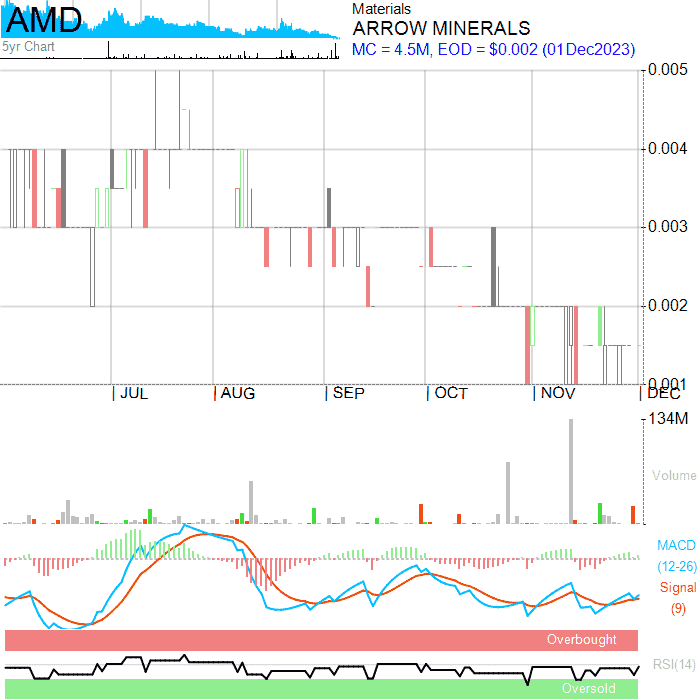 AMD
5yr Chart
Materials
ARROW MINERALS
MC = 4.5M, EOD = $0.002 (01Dec2023)
0.005
0.004
0.003
0.002
0.001
JUL AUG SEP OCT NOV DEC
134M
Volume
MACD
(12-26)
Signal
(9)
Overbought
RSI(14)
Oversold